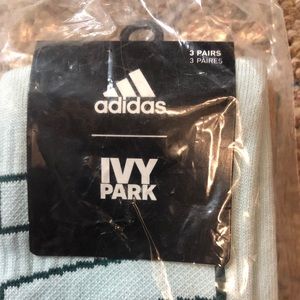 3 PAIRS
3 PAIRES
adidas
IVY
PARK